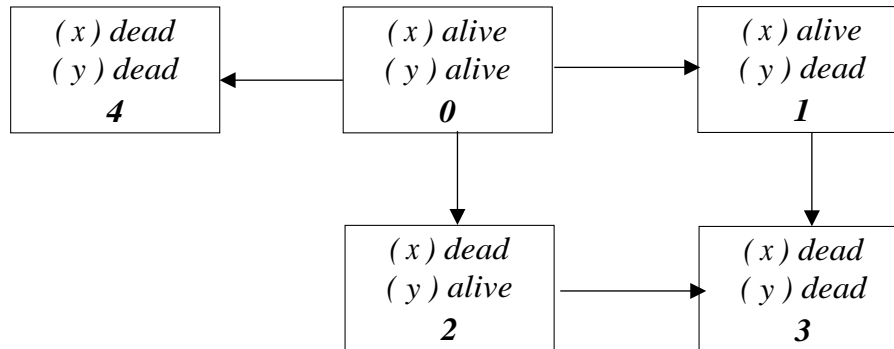 ( x ) dead
( y ) dead
4
( x ) alive
( y ) alive
0
( x ) alive
( y ) dead
1
( x ) dead
( y ) alive
2
( x ) dead
( y ) dead
3